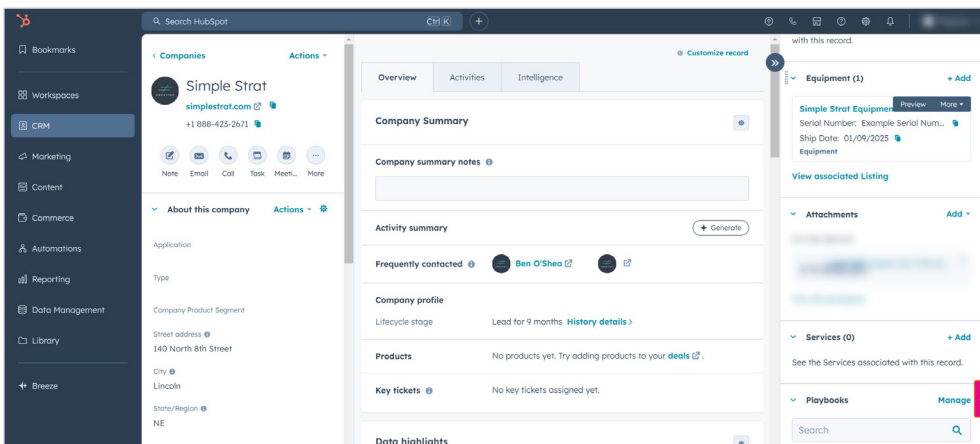 Search HubSpot
Ctrl K
Bookmarks
Workspaces
CRM
Marketing
Content
Commerce
Automations
Reporting
Data Management
Library
Breeze
Companies
Actions
Simple Strat
simplestrat.com
+1 888-423-2671
Note Email Call Task Meeti... More
About this company Actions
Application
Type
Company Product Segment
Street address
140 North 8th Street
City
Lincoln
State/Region
NE
Customize record
Overview Activities Intelligence
Company Summary
Company summary notes
Activity summary + Generate
Frequently contacted Ben O'Shea
Company profile
Lifecycle stage Lead for 9 months History details
Products No products yet. Try adding products to your deals .
Key tickets No key tickets assigned yet.
Data highlights
with this record.
Equipment (1) + Add
Simple Strat Equipmen Preview More
Serial Number: Example Serial Num...
Ship Date: 01/09/2025
Equipment
View associated Listing
Attachments Add
Services (0) + Add
See the Services associated with this record.
Playbooks Manage
Search